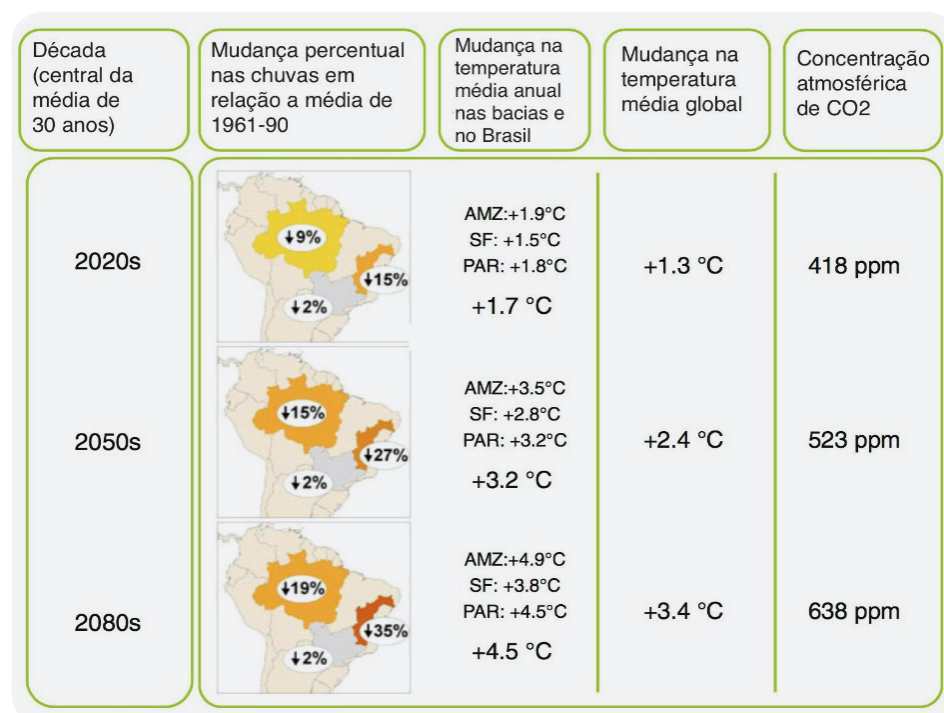 Década
(central da
média de
30 anos)
Mudança percentual
nas chuvas em
relação a média de
1961-90
Mudança na
temperatura
média anual
nas bacias e
no Brasil
Mudança na
temperatura
média global
Concentração
atmosférica
de CO2
2020s
↓9%
↓15%
↓2%
AMZ:+1.9°C
SF: +1.5°C
PAR: +1.8°C
+1.7 °C
+1.3 °C
418 ppm
2050s
↓15%
↓27%
↓2%
AMZ:+3.5°C
SF: +2.8°C
PAR: +3.2°C
+3.2 °C
+2.4 °C
523 ppm
2080s
↓19%
↓35%
↓2%
AMZ:+4.9°C
SF: +3.8°C
PAR: +4.5°C
+4.5 °C
+3.4 °C
638 ppm